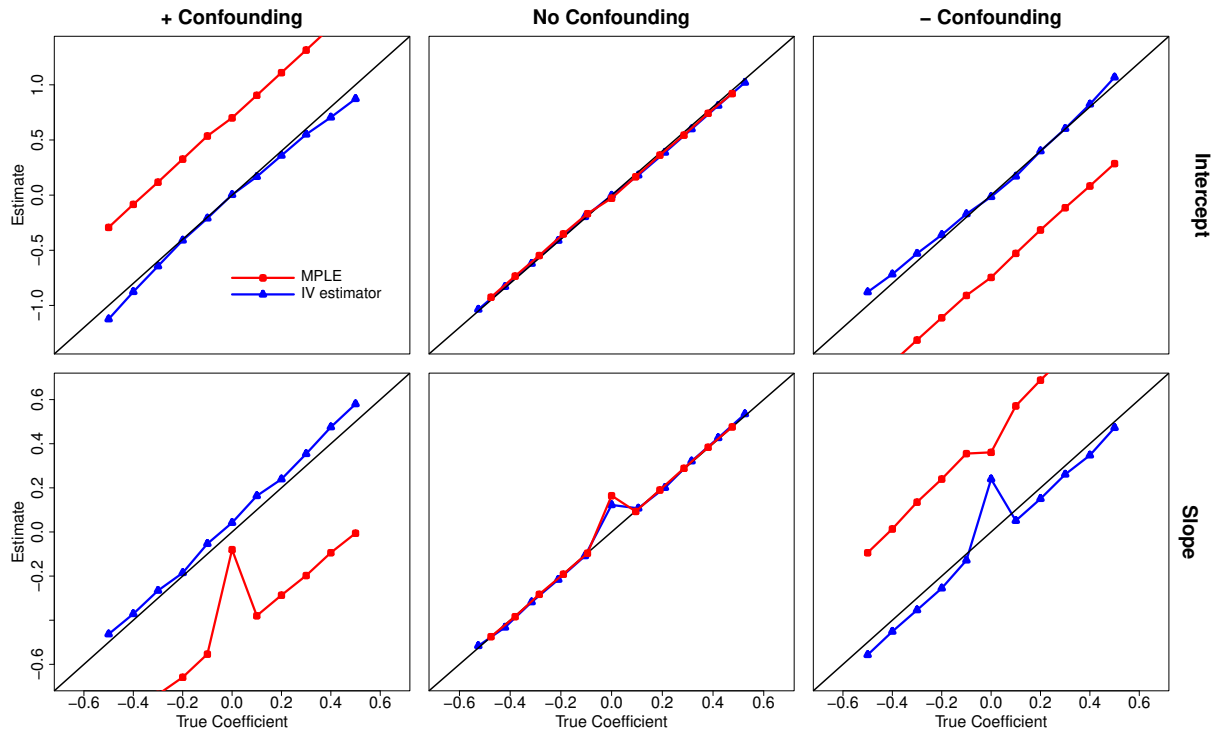 + Confounding
No Confounding
− Confounding
1.0
0.5
0.0
−0.5
−1.0
Estimate
MPLE
IV estimator
Intercept
0.6
0.4
0.2
0.0
−0.2
−0.6
Estimate
Slope
−0.6 −0.4 −0.2 0.0 0.2 0.4 0.6
−0.6 −0.4 −0.2 0.0 0.2 0.4 0.6
−0.6 −0.4 −0.2 0.0 0.2 0.4 0.6
True Coefficient
True Coefficient
True Coefficient